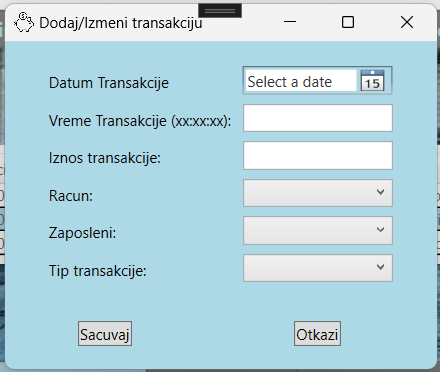 Dodaj/Izmeni transakciju
Datum Transakcije
Select a date
15
Vreme Transakcije (xx:xx:xx):
Iznos transakcije:
Racun:
Zaposleni:
Tip transakcije:
Sacuvaj
Otkazi